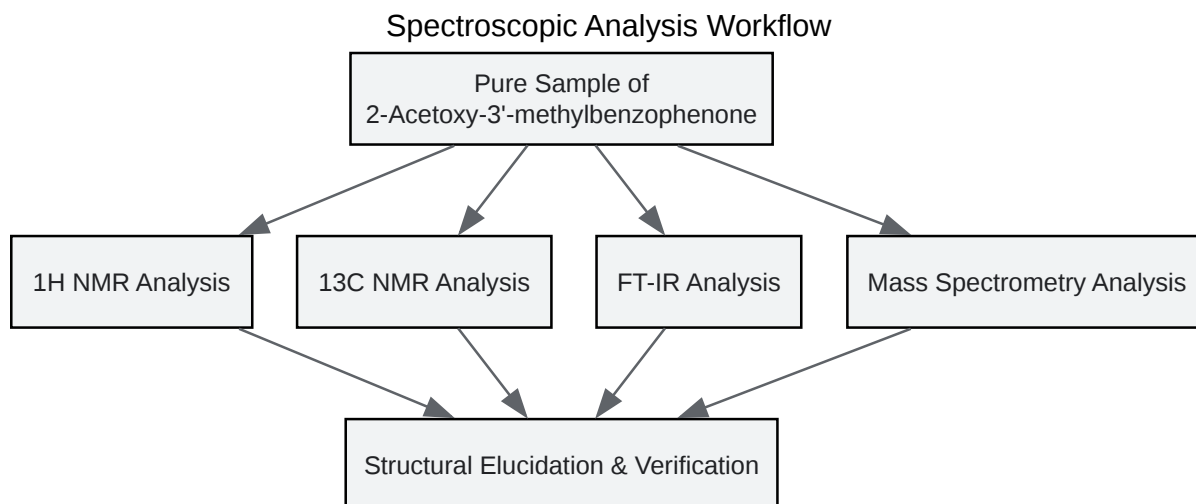 Spectroscopic Analysis Workflow
Pure Sample of
2-Acetoxy-3'-methylbenzophenone
1H NMR Analysis
13C NMR Analysis
FT-IR Analysis
Mass Spectrometry Analysis
Structural Elucidation & Verification